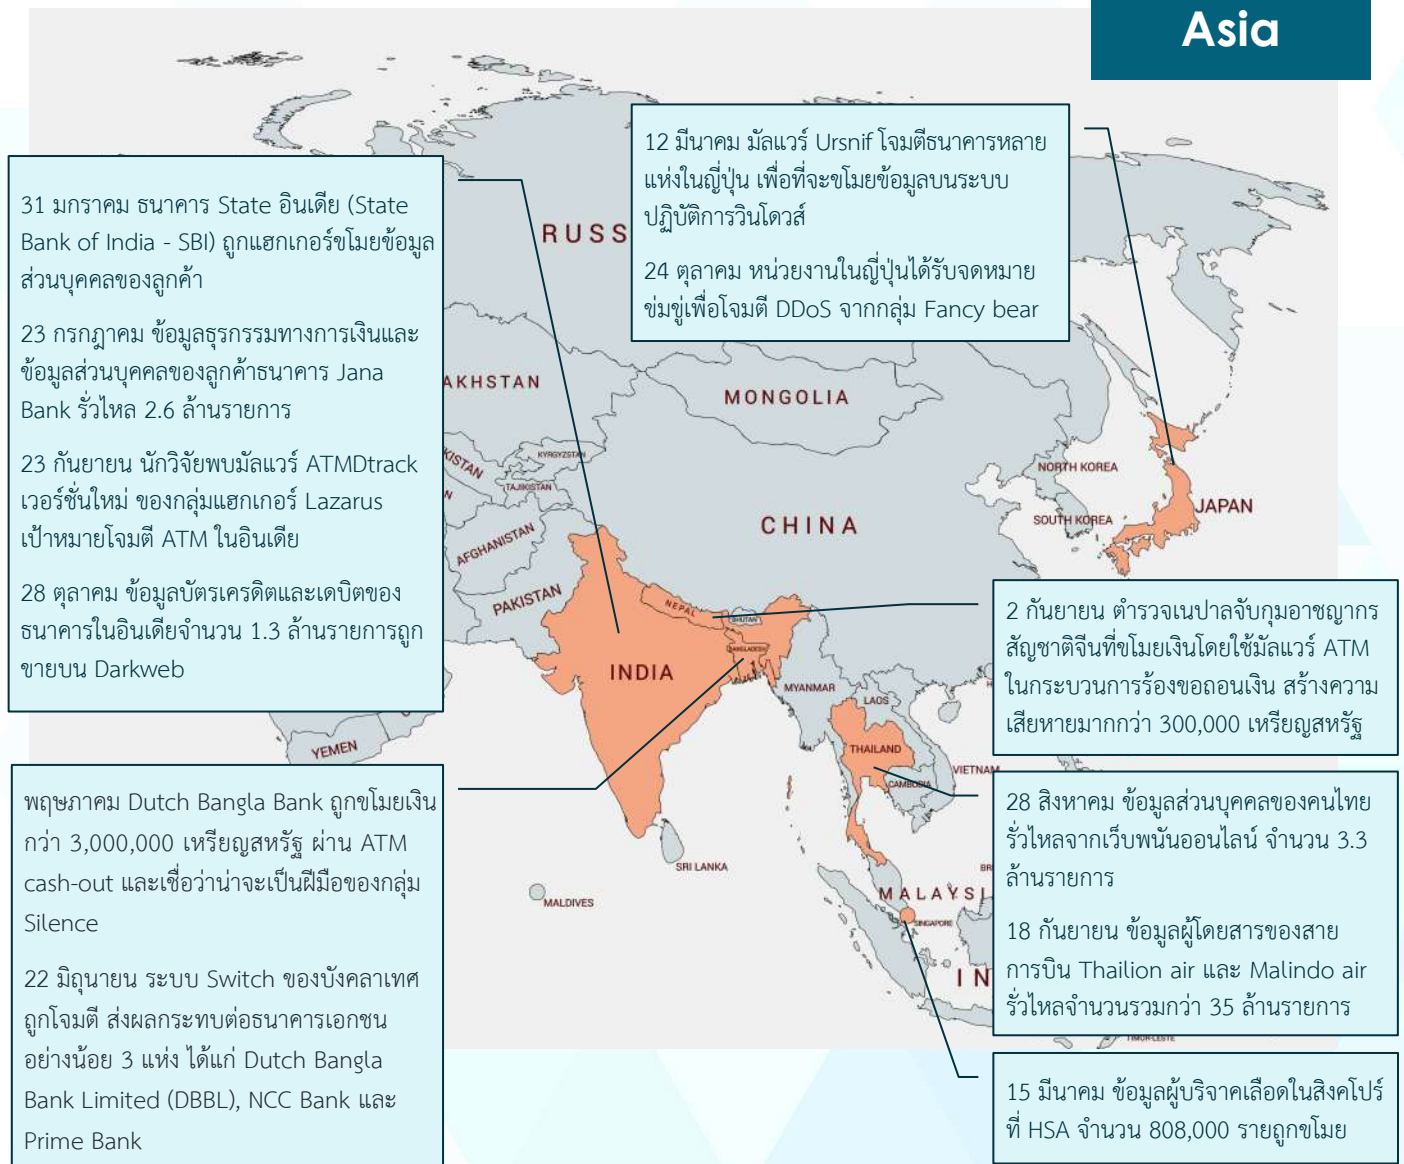 Asia
12 มีนาคม มัลแวร์ Ursnif โจมตีธนาคารหลาย
แห่งในญี่ปุ่น เพื่อที่จะขโมยข้อมูลบนระบบ
ปฏิบัติการวินโดวส์
24 ตุลาคม หน่วยงานในญี่ปุ่นได้รับจดหมาย
ข่มขู่เพื่อโจมตี DDoS จากกลุ่ม Fancy bear
31 มกราคม ธนาคาร State อินเดีย (State
Bank of India - SBI) ถูกแฮกเกอร์ขโมยข้อมูล
ส่วนบุคคลของลูกค้า
23 กรกฎาคม ข้อมูลธุรกรรมทางการเงินและ
ข้อมูลส่วนบุคคลของลูกค้าธนาคาร Jana
Bank รั่วไหล 2.6 ล้านรายการ
23 กันยายน นักวิจัยพบมัลแวร์ ATMDtrack
เวอร์ชั่นใหม่ ของกลุ่มแฮกเกอร์ Lazarus
เป้าหมายโจมตี ATM ในอินเดีย
28 ตุลาคม ข้อมูลบัตรเครดิตและเดบิตของ
ธนาคารในอินเดียจำนวน 1.3 ล้านรายการถูก
ขายบน Darkweb
RUSS
AKHSTAN
MONGOLIA
KYRGYZSTAN
KISTAN
TAJIKISTAN
NORTH KOREA
SOUTH KOREA
JAPAN
CHINA
AFGHANISTAN
PAKISTAN
NEPAL
BHUTAN
BANGLADESH
INDIA
MYANMAR
LAOS
THAILAND
VIETNAM
CAMBODIA
YEMEN
SRI LANKA
MALDIVES
MALAYSI
BR
SINGAPORE
IN
TIMOR-LESTE
2 กันยายน ตำรวจเนปาลจับกุมอาชญากร
สัญชาติจีนที่ขโมยเงินโดยใช้มัลแวร์ ATM
ในกระบวนการร้องขอถอนเงิน สร้างความ
เสียหายมากกว่า 300,000 เหรียญสหรัฐ
พฤษภาคม Dutch Bangla Bank ถูกขโมยเงิน
กว่า 3,000,000 เหรียญสหรัฐ ผ่าน ATM
cash-out และเชื่อว่าน่าจะเป็นฝีมือของกลุ่ม
Silence
22 มิถุนายน ระบบ Switch ของบังคลาเทศ
ถูกโจมตี ส่งผลกระทบต่อธนาคารเอกชน
อย่างน้อย 3 แห่ง ได้แก่ Dutch Bangla
Bank Limited (DBBL), NCC Bank และ
Prime Bank
28 สิงหาคม ข้อมูลส่วนบุคคลของคนไทย
รั่วไหลจากเว็บพนันออนไลน์ จำนวน 3.3
ล้านรายการ
18 กันยายน ข้อมูลผู้โดยสารของสาย
การบิน Thailion air และ Malindo air
รั่วไหลจำนวนรวมกว่า 35 ล้านรายการ
15 มีนาคม ข้อมูลผู้บริจาคเลือดในสิงคโปร์
ที่ HSA จำนวน 808,000 รายถูกขโมย